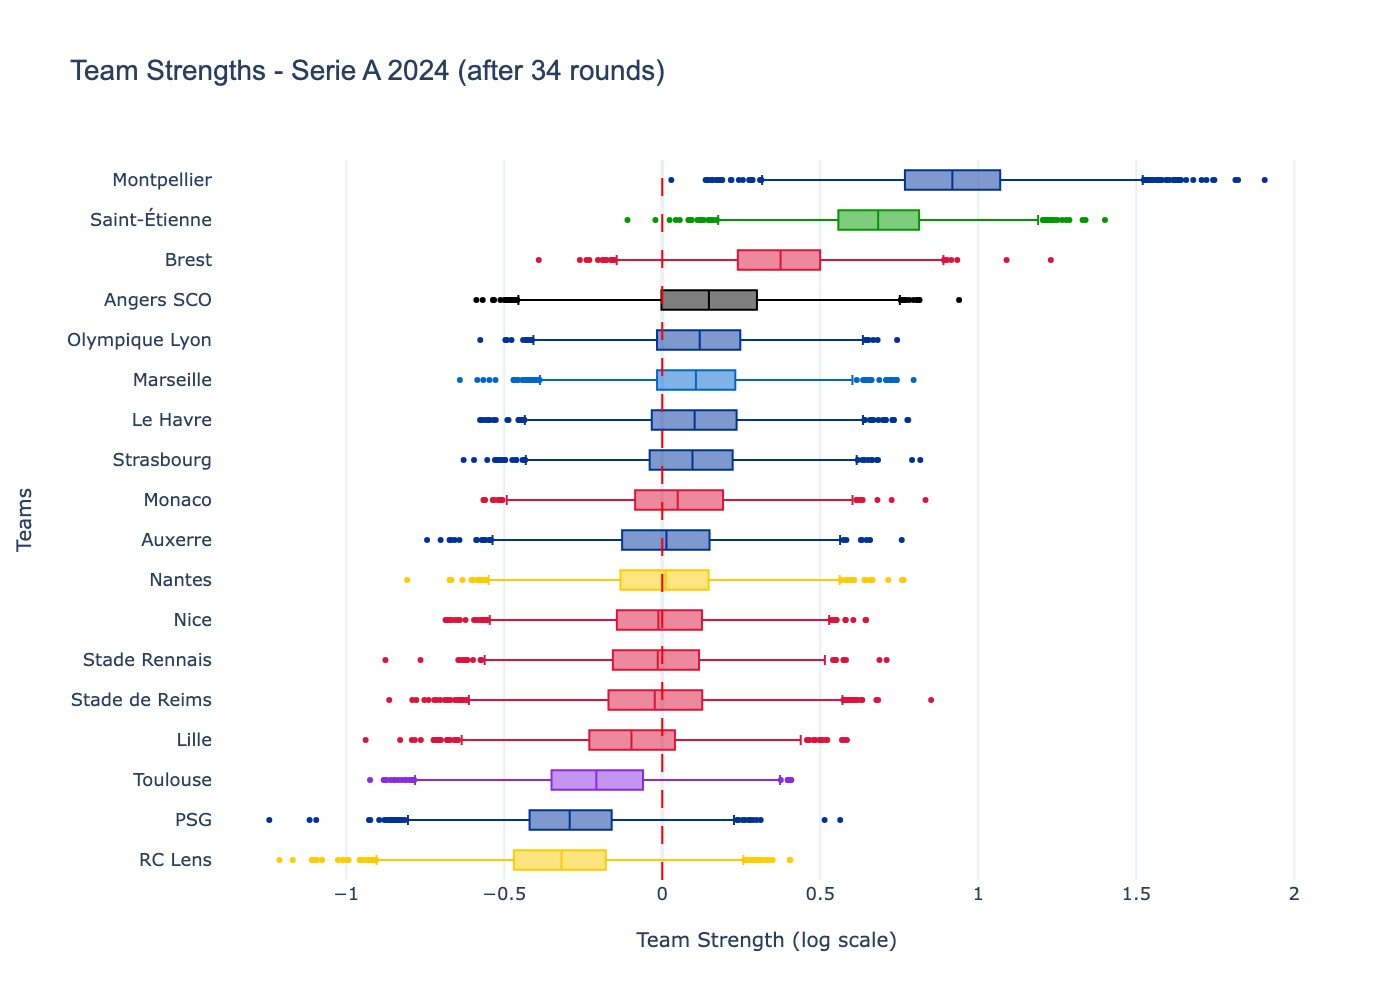 Team Strengths - Serie A 2024 (after 34 rounds)
Teams
Montpellier
Saint-Étienne
Brest
Angers SCO
Olympique Lyon
Marseille
Le Havre
Strasbourg
Monaco
Auxerre
Nantes
Nice
Stade Rennais
Stade de Reims
Lille
Toulouse
PSG
RC Lens
−1 −0.5 0 0.5 1 1.5 2
Team Strength (log scale)